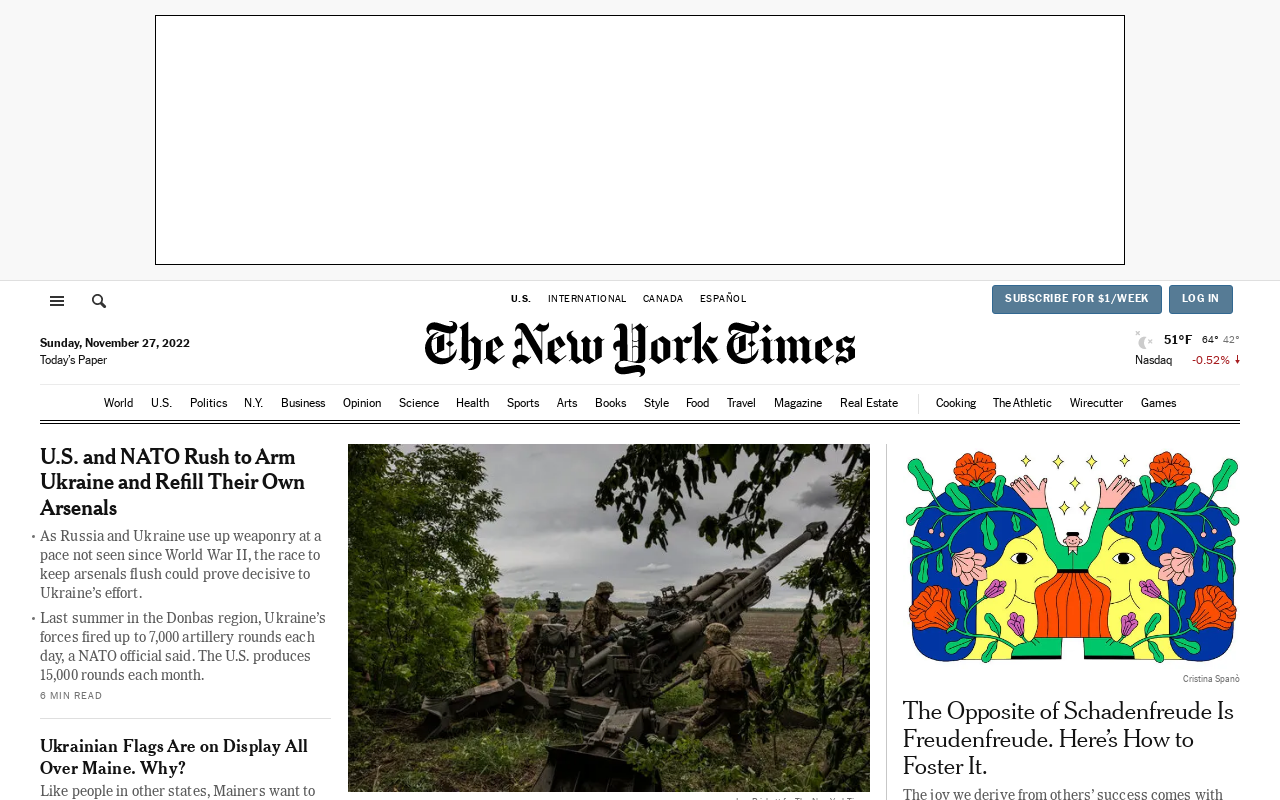 U.S. INTERNATIONAL CANADA ESPAÑOL
SUBSCRIBE FOR $1/WEEK
LOG IN
Sunday, November 27, 2022
Today's Paper
The New York Times
51°F 64° 42°
Nasdaq -0.52%
World U.S. Politics N.Y. Business Opinion Science Health Sports Arts Books Style Food Travel Magazine Real Estate Cooking The Athletic Wirecutter Games
U.S. and NATO Rush to Arm
Ukraine and Refill Their Own
Arsenals
• As Russia and Ukraine use up weaponry at a
pace not seen since World War II, the race to
keep arsenals flush could prove decisive to
Ukraine's effort.
• Last summer in the Donbas region, Ukraine's
forces fired up to 7,000 artillery rounds each
day, a NATO official said. The U.S. produces
15,000 rounds each month.
6 MIN READ
Ukrainian Flags Are on Display All
Over Maine. Why?
Like people in other states, Mainers want to
Cristina Spanò
The Opposite of Schadenfreude Is
Freudenfreude. Here's How to
Foster It.
The joy we derive from others' success comes with